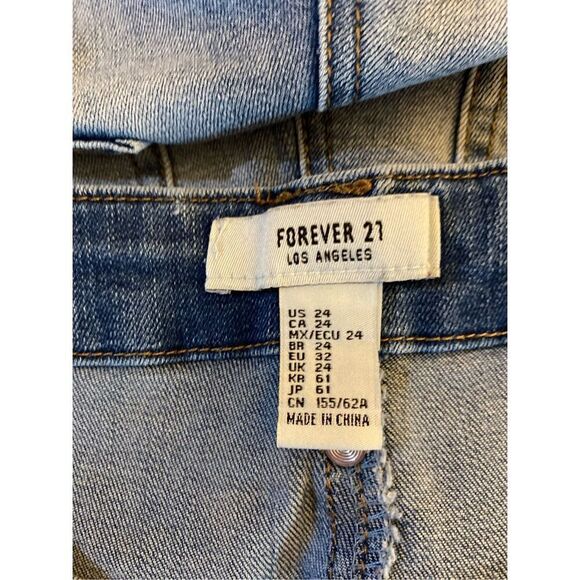 FOREVER 21
LOS ANGELES
US 24
CA 24
MX/ECU 24
BR 24
EU 32
UK 24
KR 61
JP 61
CN 155/62A
MADE IN CHINA